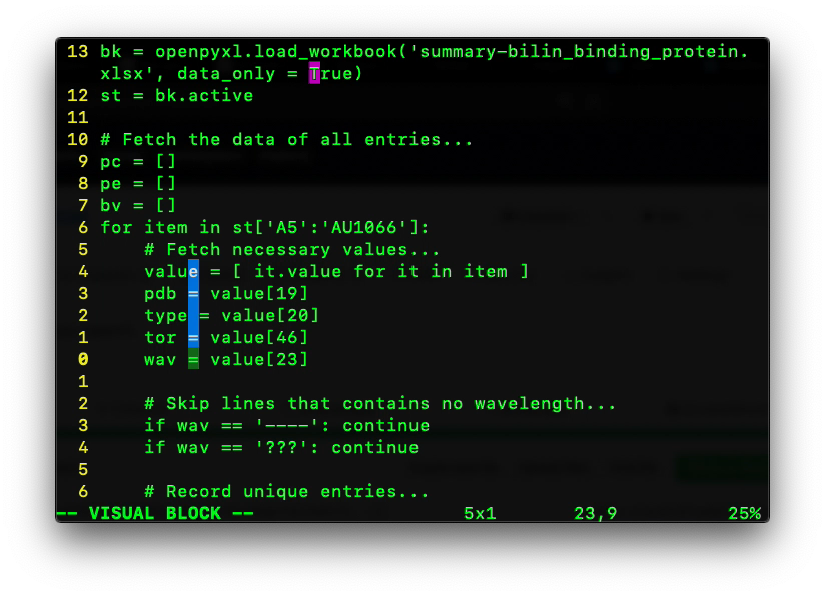 13 bk = openpyxl.load_workbook('summary-bilin_binding_protein.
xlsx', data_only = True)
12 st = bk.active
11
10 # Fetch the data of all entries...
9 pc = []
8 pe = []
7 bv = []
6 for item in st['A5':'AU1066']:
5     # Fetch necessary values...
4     value = [ it.value for it in item ]
3     pdb = value[19]
2     type = value[20]
1     tor = value[46]
0     wav = value[23]
1
2     # Skip lines that contains no wavelength...
3     if wav == '----': continue
4     if wav == '???': continue
5
6     # Record unique entries...
-- VISUAL BLOCK --                   5x1       23,9          25%